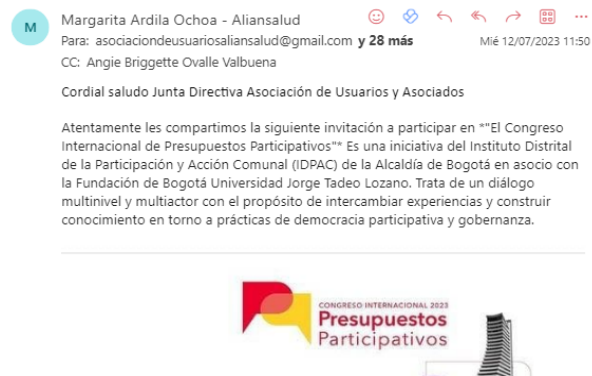 M
Margarita Ardila Ochoa - Aliansalud
Para: asociaciondeusuariosaliansalud@gmail.com y 28 más
Mié 12/07/2023 11:50
CC: Angie Briggette Ovalle Valbuena
Cordial saludo Junta Directiva Asociación de Usuarios y Asociados
Atentamente les compartimos la siguiente invitación a participar en *"El Congreso
Internacional de Presupuestos Participativos"* Es una iniciativa del Instituto Distrital
de la Participación y Acción Comunal (IDPAC) de la Alcaldía de Bogotá en asocio con
la Fundación de Bogotá Universidad Jorge Tadeo Lozano. Trata de un diálogo
multinivel y multiactor con el propósito de intercambiar experiencias y construir
conocimiento en torno a prácticas de democracia participativa y gobernanza.
CONGRESO INTERNACIONAL 2023
Presupuestos
Participativos